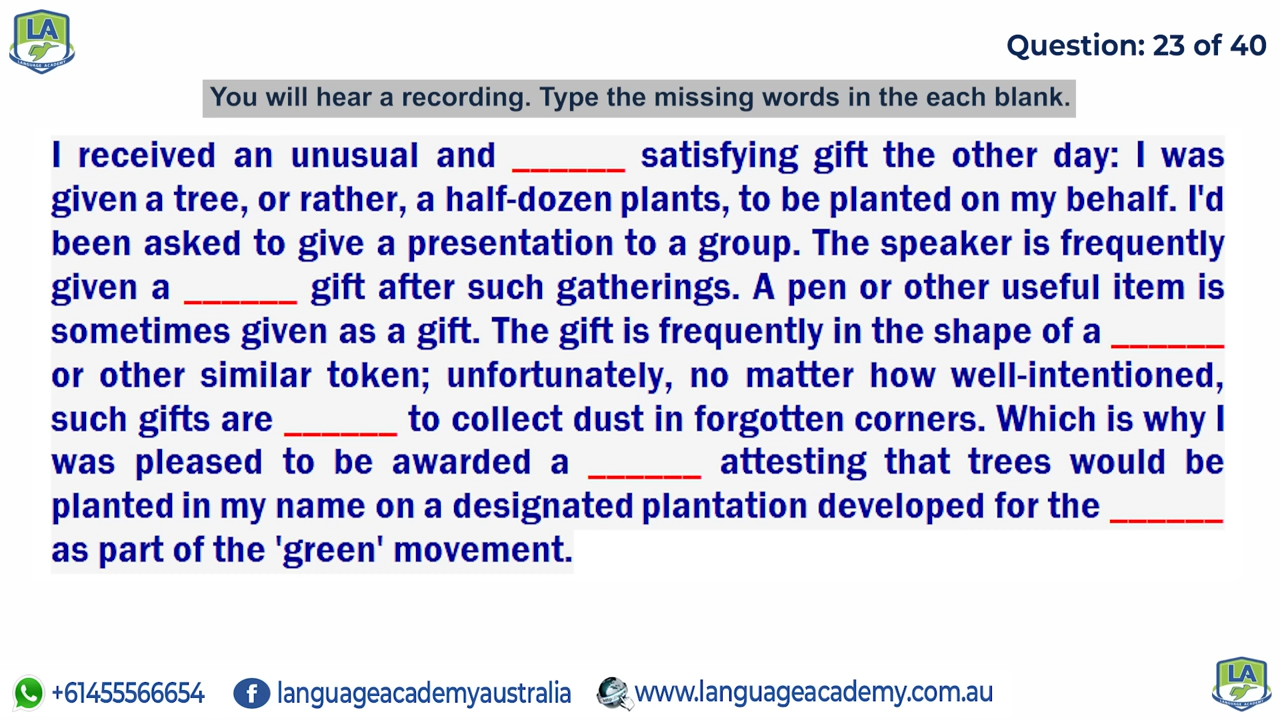 LA
LANGUAGE ACADEMY
Question: 23 of 40
You will hear a recording. Type the missing words in the each blank.
I received an unusual and ______ satisfying gift the other day: I was
given a tree, or rather, a half-dozen plants, to be planted on my behalf. I'd
been asked to give a presentation to a group. The speaker is frequently
given a ______ gift after such gatherings. A pen or other useful item is
sometimes given as a gift. The gift is frequently in the shape of a ______
or other similar token; unfortunately, no matter how well-intentioned,
such gifts are ______ to collect dust in forgotten corners. Which is why I
was pleased to be awarded a ______ attesting that trees would be
planted in my name on a designated plantation developed for the ______
as part of the 'green' movement.
+61455566654
languageacademyaustralia
www.languageacademy.com.au
LA
LANGUAGE ACADEMY